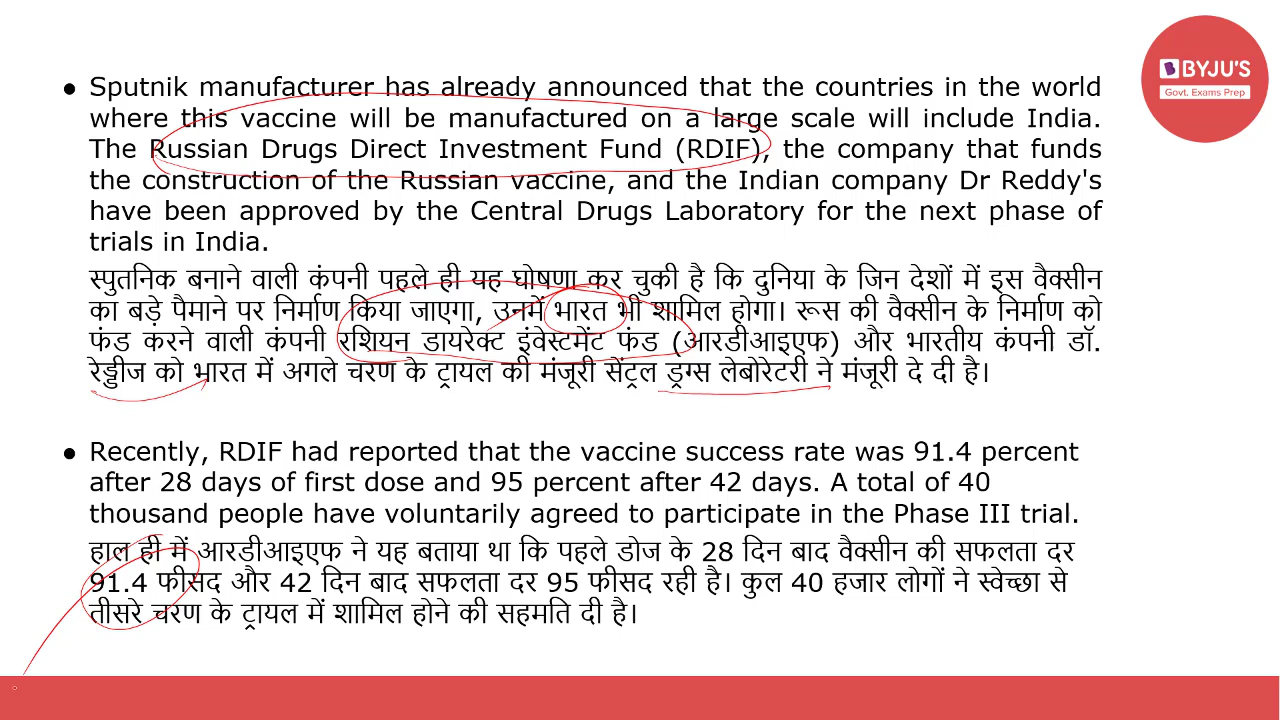 BYJU'S
Govt. Exams Prep
● Sputnik manufacturer has already announced that the countries in the world
where this vaccine will be manufactured on a large scale will include India.
The Russian Drugs Direct Investment Fund (RDIF), the company that funds
the construction of the Russian vaccine, and the Indian company Dr Reddy's
have been approved by the Central Drugs Laboratory for the next phase of
trials in India.
स्पुतनिक बनाने वाली कंपनी पहले ही यह घोषणा कर चुकी है कि दुनिया के जिन देशों में इस वैक्सीन
का बड़े पैमाने पर निर्माण किया जाएगा, उनमें भारत भी शामिल होगा। रूस की वैक्सीन के निर्माण को
फंड करने वाली कंपनी रशियन डायरेक्ट इंवेस्टमेंट फंड (आरडीआइएफ) और भारतीय कंपनी डॉ.
रेड्डीज को भारत में अगले चरण के ट्रायल की मंजूरी सेंट्रल ड्रग्स लेबोरेटरी ने मंजूरी दे दी है।
● Recently, RDIF had reported that the vaccine success rate was 91.4 percent
after 28 days of first dose and 95 percent after 42 days. A total of 40
thousand people have voluntarily agreed to participate in the Phase III trial.
हाल ही में आरडीआइएफ ने यह बताया था कि पहले डोज के 28 दिन बाद वैक्सीन की सफलता दर
91.4 फीसद और 42 दिन बाद सफलता दर 95 फीसद रही है। कुल 40 हजार लोगों ने स्वेच्छा से
तीसरे चरण के ट्रायल में शामिल होने की सहमति दी है।